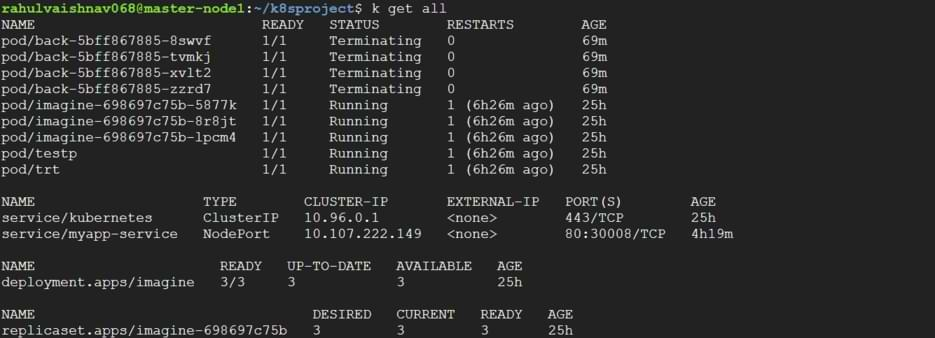 rahulvaishnav068@master-node1:~/k8sproject$ k get all
NAME READY STATUS RESTARTS AGE
pod/back-5bff867885-8swvf 1/1 Terminating 0 69m
pod/back-5bff867885-tvmkj 1/1 Terminating 0 69m
pod/back-5bff867885-xvlt2 1/1 Terminating 0 69m
pod/back-5bff867885-zzrd7 1/1 Terminating 0 69m
pod/imagine-698697c75b-5877k 1/1 Running 1 (6h26m ago) 25h
pod/imagine-698697c75b-8r8jt 1/1 Running 1 (6h26m ago) 25h
pod/imagine-698697c75b-lpcm4 1/1 Running 1 (6h26m ago) 25h
pod/testp 1/1 Running 1 (6h26m ago) 25h
pod/trt 1/1 Running 1 (6h26m ago) 25h
NAME TYPE CLUSTER-IP EXTERNAL-IP PORT(S) AGE
service/kubernetes ClusterIP 10.96.0.1 <none> 443/TCP 25h
service/myapp-service NodePort 10.107.222.149 <none> 80:30008/TCP 4h19m
NAME READY UP-TO-DATE AVAILABLE AGE
deployment.apps/imagine 3/3 3 3 25h
NAME DESIRED CURRENT READY AGE
replicaset.apps/imagine-698697c75b 3 3 3 25h